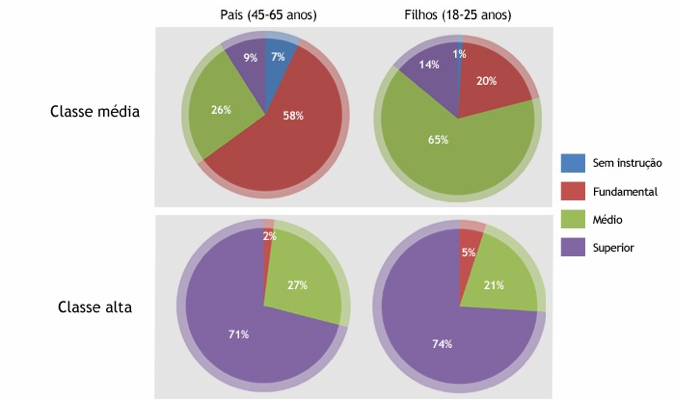 Pais (45-65 anos)
Filhos (18-25 anos)
Classe média
7%
58%
26%
9%
1%
20%
65%
14%
Sem instrução
Fundamental
Médio
Superior
Classe alta
2%
27%
71%
5%
21%
74%